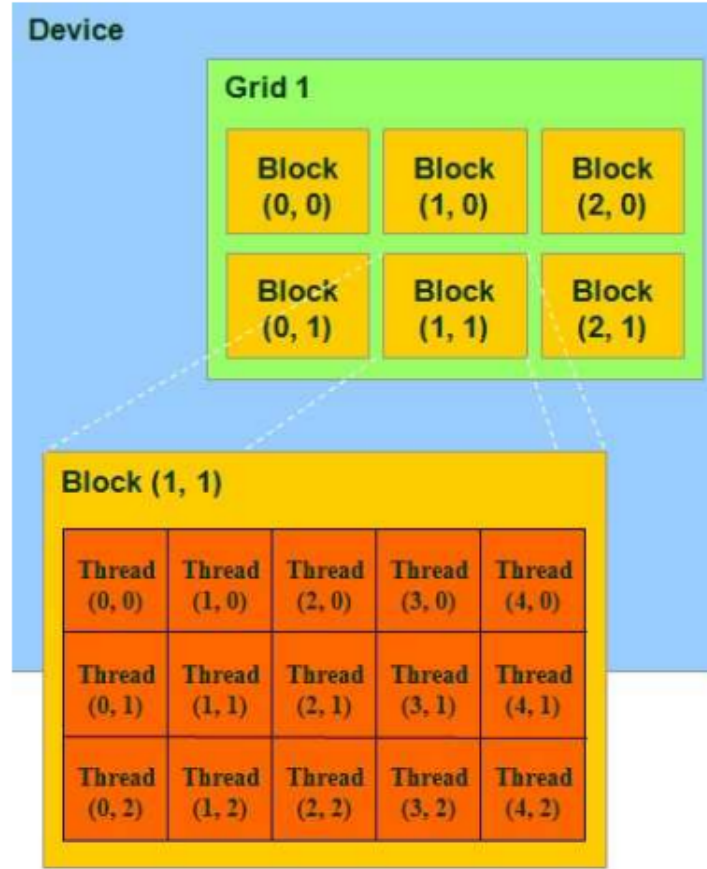 Device
Grid 1
Block
(0, 0)
Block
(1, 0)
Block
(2, 0)
Block
(0, 1)
Block
(1, 1)
Block
(2, 1)
Block (1, 1)
Thread
(0, 0)
Thread
(1, 0)
Thread
(2, 0)
Thread
(3, 0)
Thread
(4, 0)
Thread
(0, 1)
Thread
(1, 1)
Thread
(2, 1)
Thread
(3, 1)
Thread
(4, 1)
Thread
(0, 2)
Thread
(1, 2)
Thread
(2, 2)
Thread
(3, 2)
Thread
(4, 2)